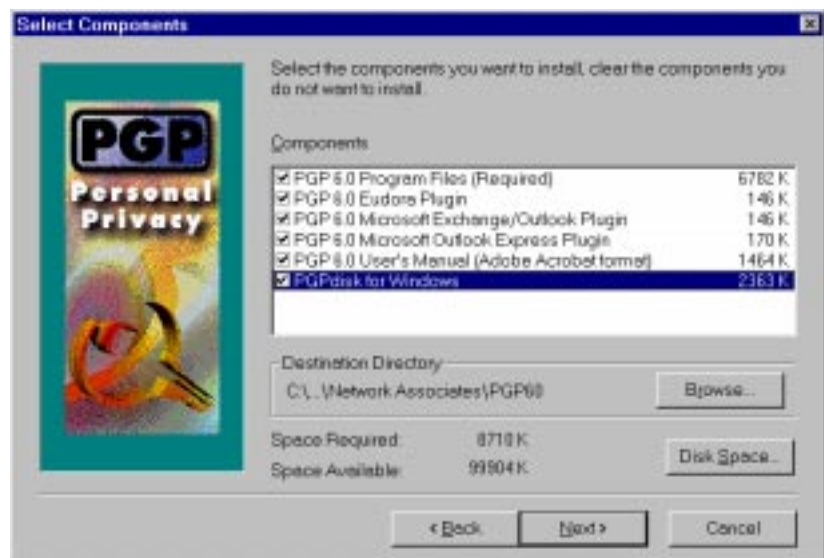 Select Components
PGP
Personal
Privacy
Select the components you want to install, clear the components you
do not want to install.
Components
PGP 6.0 Program Files (Required) 6782 K
PGP 6.0 Eudora Plugin 146 K
PGP 6.0 Microsoft Exchange/Outlook Plugin 146 K
PGP 6.0 Microsoft Outlook Express Plugin 170 K
PGP 6.0 User's Manual (Adobe Acrobat format) 1464 K
PGPdisk for Windows 2363 K
Destination Directory
C:\...\Network Associates\PGP60
Browse...
Space Required: 8710 K
Space Available: 99904 K
Disk Space...
< Back
Next >
Cancel